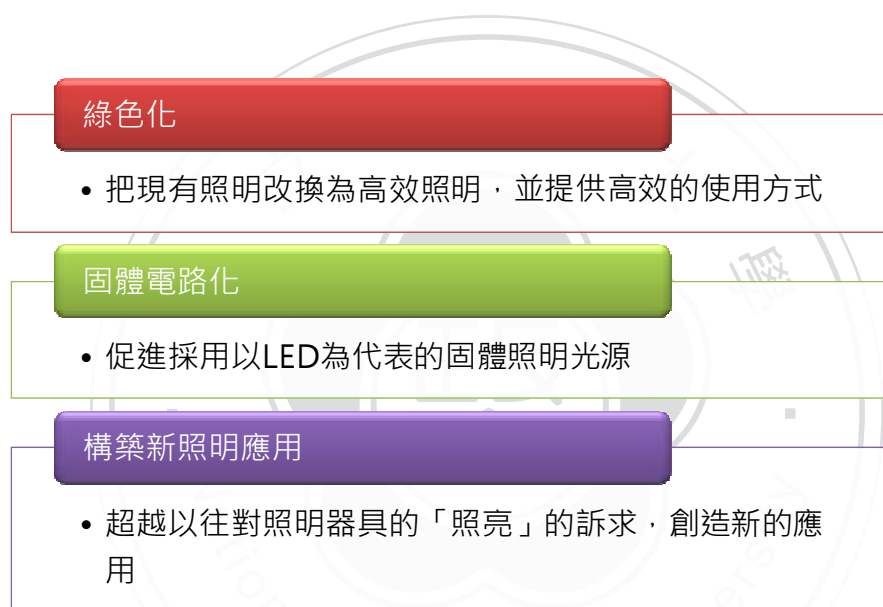 綠色化
• 把現有照明改換為高效照明，並提供高效的使用方式
固體電路化
• 促進採用以LED為代表的固體照明光源
構築新照明應用
• 超越以往對照明器具的「照亮」的訴求，創造新的應
用
學